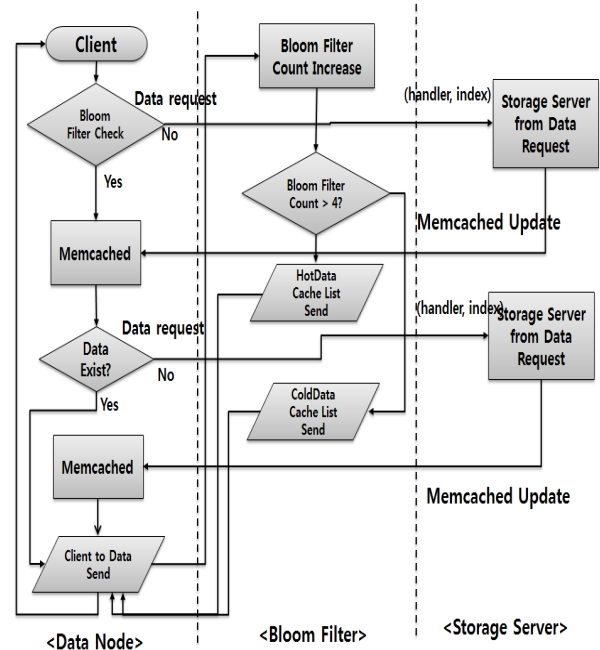 Client
Bloom Filter
Count Increase
Data request
(handler, index)
Storage Server
from Data
Request
Bloom
Filter Check
No
Yes
Bloom Filter
Count > 4?
Memcached Update
Memcached
HotData
Cache List
Send
(handler, index)
Storage Server
from Data
Request
Data request
Data
Exist?
No
Yes
ColdData
Cache List
Send
Memcached
Memcached Update
Client to Data
Send
<Data Node>
<Bloom Filter>
<Storage Server>